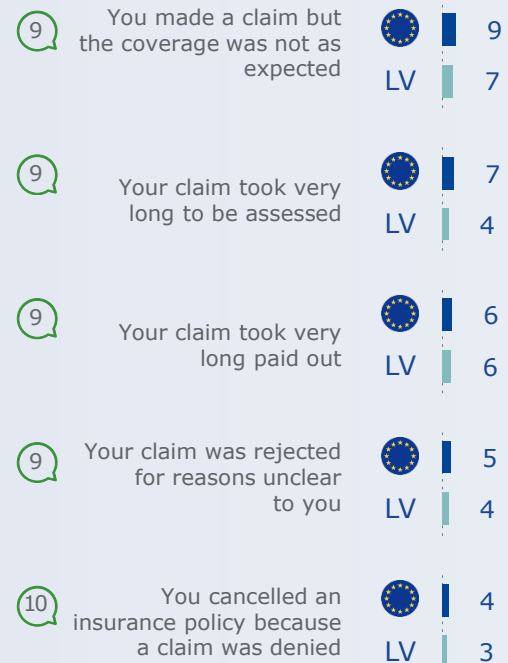 9
You made a claim but
the coverage was not as
expected
9
LV
7
9
Your claim took very
long to be assessed
7
LV
4
9
Your claim took very
long paid out
6
LV
6
9
Your claim was rejected
for reasons unclear
to you
5
LV
4
10
You cancelled an
insurance policy because
a claim was denied
4
LV
3